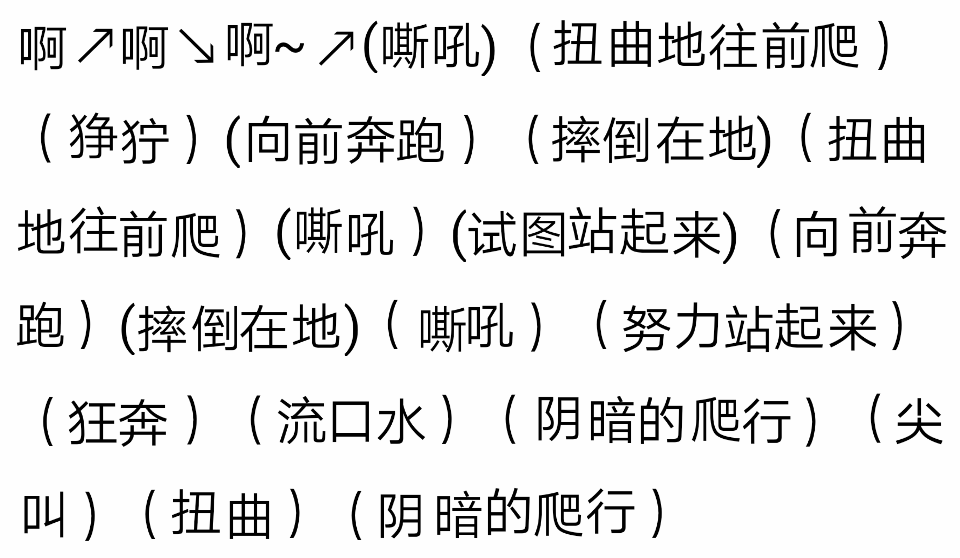 啊↗啊↘啊~↗(嘶吼)（扭曲地往前爬）
（狰狞）(向前奔跑）（摔倒在地)（扭曲
地往前爬）(嘶吼）(试图站起来)（向前奔
跑）(摔倒在地)（嘶吼）（努力站起来）
（狂奔）（流口水）（阴暗的爬行）（尖
叫）（扭曲）（阴暗的爬行）